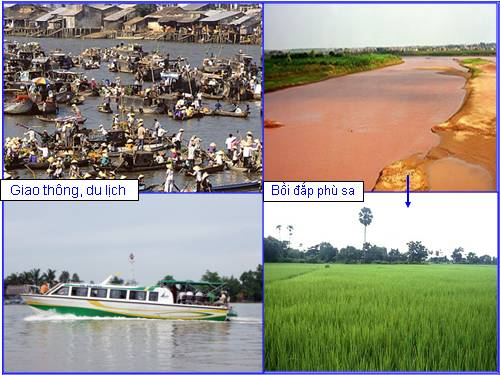 Giao thông, du lịch
Bồi đắp phù sa